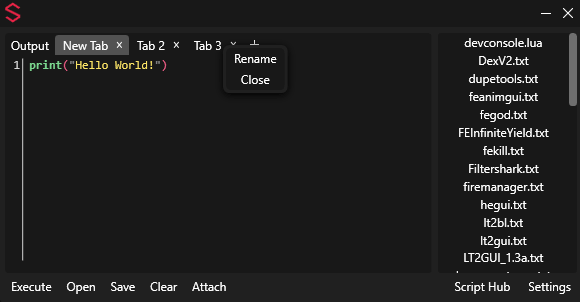 Output New Tab × Tab 2 × Tab 3 × +
Rename
Close
1 print("Hello World!")
devconsole.lua
DexV2.txt
dupetools.txt
feanimgui.txt
fegod.txt
FEInfiniteYield.txt
fekill.txt
Filtershark.txt
firemanager.txt
hegui.txt
lt2bl.txt
lt2gui.txt
LT2GUI_1.3a.txt
Execute Open Save Clear Attach Script Hub Settings